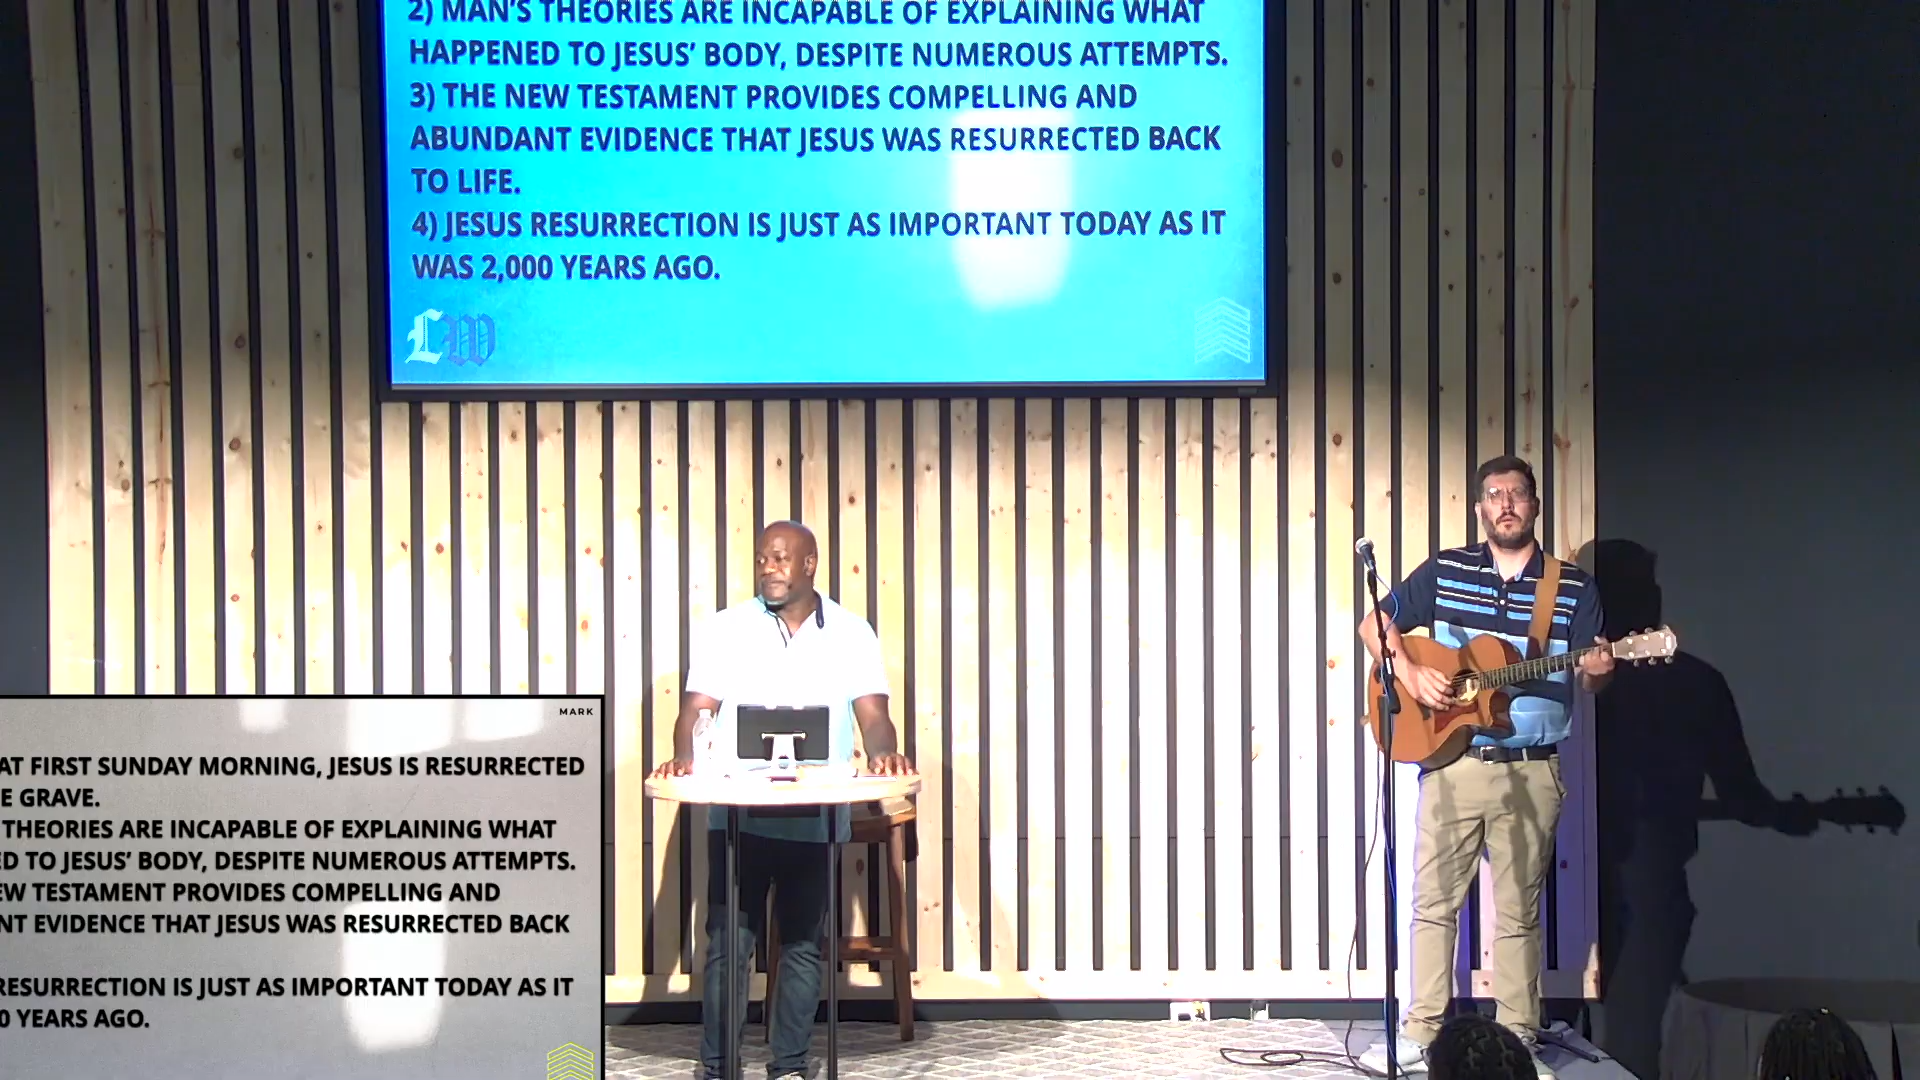 2) MAN'S THEORIES ARE INCAPABLE OF EXPLAINING WHAT
HAPPENED TO JESUS' BODY, DESPITE NUMEROUS ATTEMPTS.
3) THE NEW TESTAMENT PROVIDES COMPELLING AND
ABUNDANT EVIDENCE THAT JESUS WAS RESURRECTED BACK
TO LIFE.
4) JESUS RESURRECTION IS JUST AS IMPORTANT TODAY AS IT
WAS 2,000 YEARS AGO.
LW
MARK
AT FIRST SUNDAY MORNING, JESUS IS RESURRECTED
E GRAVE.
THEORIES ARE INCAPABLE OF EXPLAINING WHAT
ED TO JESUS' BODY, DESPITE NUMEROUS ATTEMPTS.
EW TESTAMENT PROVIDES COMPELLING AND
NT EVIDENCE THAT JESUS WAS RESURRECTED BACK
RESURRECTION IS JUST AS IMPORTANT TODAY AS IT
0 YEARS AGO.